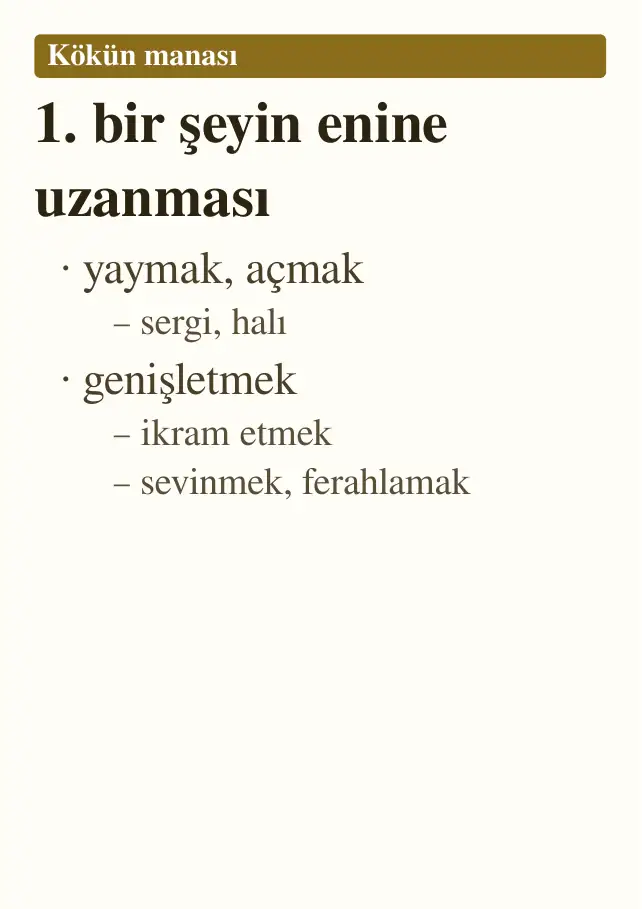 Kökün manası
1. bir şeyin enine
uzanması
· yaymak, açmak
– sergi, halı
· genişletmek
– ikram etmek
– sevinmek, ferahlamak